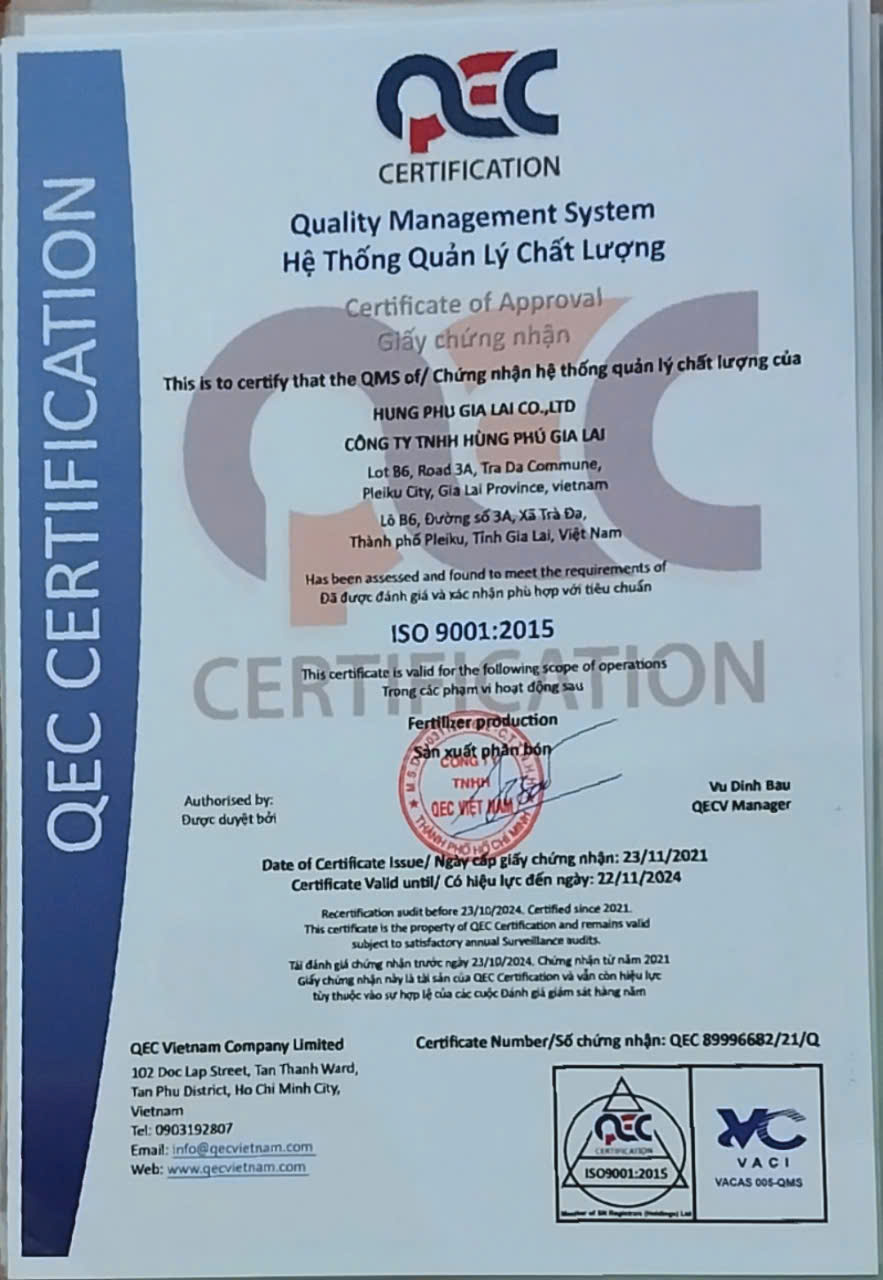 QEC CERTIFICATION
QEC
CERTIFICATION
Quality Management System
Hệ Thống Quản Lý Chất Lượng
Certificate of Approval
Giấy chứng nhận
This is to certify that the QMS of/ Chứng nhận hệ thống quản lý chất lượng của
HUNG PHU GIA LAI CO.,LTD
CÔNG TY TNHH HÙNG PHÚ GIA LAI
Lot B6, Road 3A, Tra Da Commune,
Pleiku City, Gia Lai Province, vietnam
Lô B6, Đường số 3A, Xã Trà Đa,
Thành phố Pleiku, Tỉnh Gia Lai, Việt Nam
Has been assessed and found to meet the requirements of
Đã được đánh giá và xác nhận phù hợp với tiêu chuẩn
ISO 9001:2015
QEC
CERTIFICATION
This certificate is valid for the following scope of operations
Trong các phạm vi hoạt động sau
Fertilizer production
Sản xuất phân bón
CÔNG TY
TNHH
QEC VIỆT NAM
THÀNH PHỐ HỒ CHÍ MINH
Authorised by:
Được duyệt bởi
Vu Dinh Bau
QECV Manager
Date of Certificate Issue/ Ngày cấp giấy chứng nhận: 23/11/2021
Certificate Valid until/ Có hiệu lực đến ngày: 22/11/2024
Recertification audit before 23/10/2024. Certified since 2021.
This certificate is the property of QEC Certification and remains valid
subject to satisfactory annual Surveillance audits.
Tái đánh giá chứng nhận trước ngày 23/10/2024. Chứng nhận từ năm 2021
Giấy chứng nhận này là tài sản của QEC Certification và vẫn còn hiệu lực
tùy thuộc vào sự hợp lệ của các cuộc Đánh giá giám sát hàng năm
QEC Vietnam Company Limited
102 Doc Lap Street, Tan Thanh Ward,
Tan Phu District, Ho Chi Minh City,
Vietnam
Tel: 0903192807
Email: info@qecvietnam.com
Web: www.qecvietnam.com
Certificate Number/Số chứng nhận: QEC 89996682/21/Q
QEC
CERTIFICATION
ISO9001:2015
Member of SN Registrars (Holdings) Ltd
VACI
VACAS 005-QMS